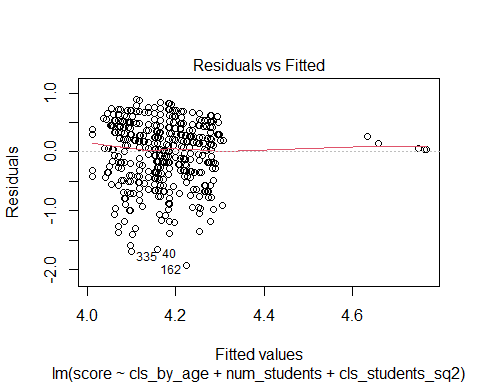 Residuals vs Fitted
Residuals
1.0
0.0
-1.0
-2.0
335
40
162
4.0
4.2
4.4
4.6
Fitted values
lm(score ~ cls_by_age + num_students + cls_students_sq2)